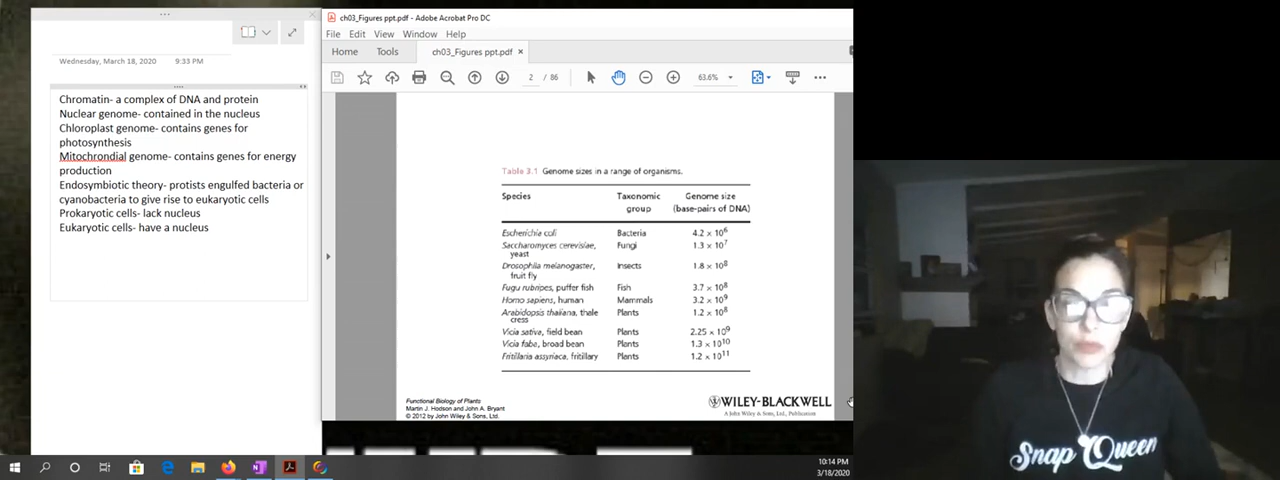 Wednesday, March 18, 2020 9:33 PM
Chromatin- a complex of DNA and protein
Nuclear genome- contained in the nucleus
Chloroplast genome- contains genes for
photosynthesis
Mitochrondial genome- contains genes for energy
production
Endosymbiotic theory- protists engulfed bacteria or
cyanobacteria to give rise to eukaryotic cells
Prokaryotic cells- lack nucleus
Eukaryotic cells- have a nucleus
ch03_Figures ppt.pdf - Adobe Acrobat Pro DC
File Edit View Window Help
Home Tools ch03_Figures ppt.pdf ×
2 / 86 63.6%
Table 3.1 Genome sizes in a range of organisms.
Species Taxonomic Genome size
group (base-pairs of DNA)
Escherichia coli Bacteria 4.2 × 10⁶
Saccharomyces cerevisiae, Fungi 1.3 × 10⁷
yeast
Drosophila melanogaster, Insects 1.8 × 10⁸
fruit fly
Fugu rubripes, puffer fish Fish 3.7 × 10⁸
Homo sapiens, human Mammals 3.2 × 10⁹
Arabidopsis thaliana, thale Plants 1.2 × 10⁸
cress
Vicia sativa, field bean Plants 2.25 × 10⁹
Vicia faba, broad bean Plants 1.3 × 10¹⁰
Fritillaria assyriaca, fritillary Plants 1.2 × 10¹¹
Functional Biology of Plants
Martin J. Hodson and John A. Bryant
© 2012 by John Wiley & Sons, Ltd.
WILEY-BLACKWELL
A John Wiley & Sons, Ltd., Publication
Snap Queen
10:14 PM
3/18/2020